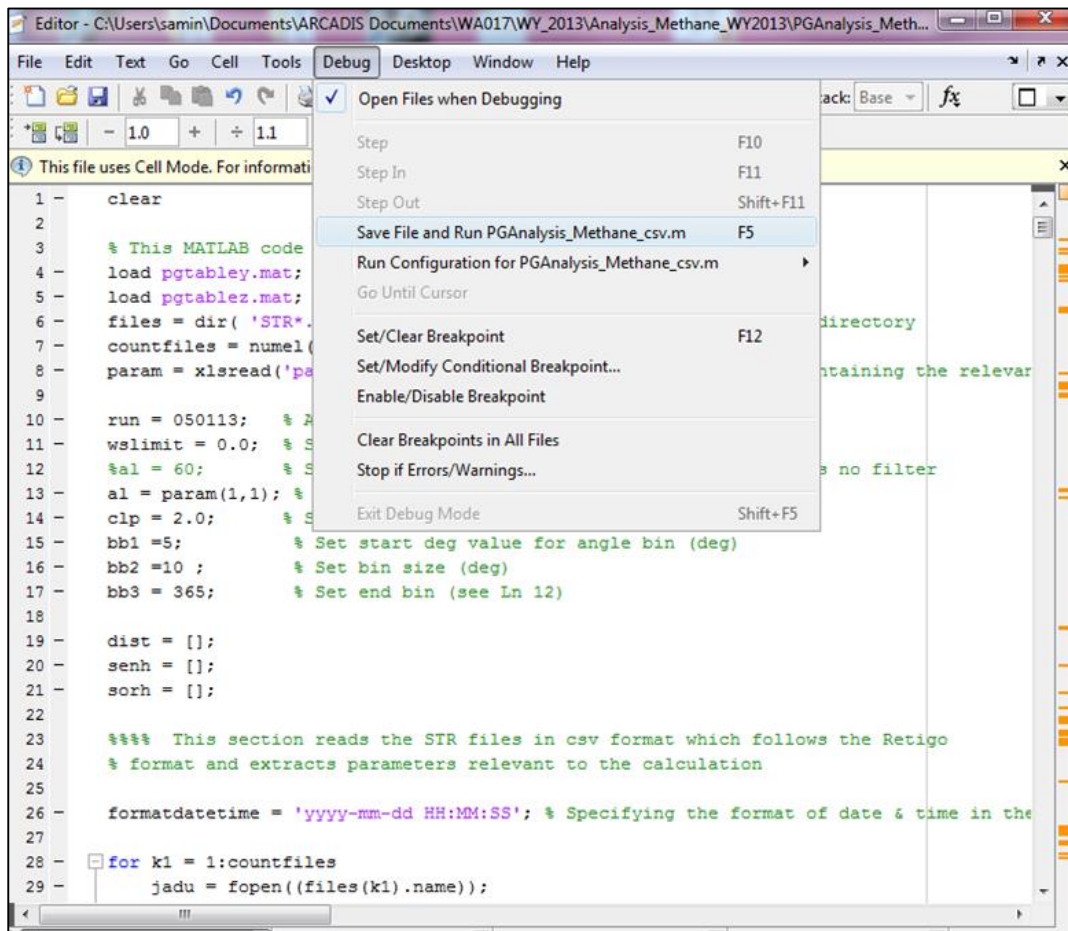 Editor - C:\Users\samin\Documents\ARCADIS Documents\WA017\WY_2013\Analysis_Methane_WY2013\PGAnalysis_Meth...
File Edit Text Go Cell Tools Debug Desktop Window Help
Stack: Base fx
- 1.0 + ÷ 1.1
This file uses Cell Mode. For informati
Open Files when Debugging
Step F10
Step In F11
Step Out Shift+F11
Save File and Run PGAnalysis_Methane_csv.m F5
Run Configuration for PGAnalysis_Methane_csv.m
Go Until Cursor
Set/Clear Breakpoint F12
Set/Modify Conditional Breakpoint...
Enable/Disable Breakpoint
Clear Breakpoints in All Files
Stop if Errors/Warnings...
Exit Debug Mode Shift+F5
1 - clear
2
3 % This MATLAB code
4 - load pgtabley.mat;
5 - load pgtablez.mat;
6 - files = dir( 'STR*. directory
7 - countfiles = numel(
8 - param = xlsread('pa ntaining the relevan
9
10 - run = 050113; % A
11 - wslimit = 0.0; % S
12 %al = 60; % S s no filter
13 - al = param(1,1); %
14 - clp = 2.0; % S
15 - bb1 =5; % Set start deg value for angle bin (deg)
16 - bb2 =10 ; % Set bin size (deg)
17 - bb3 = 365; % Set end bin (see Ln 12)
18
19 - dist = [];
20 - senh = [];
21 - sorh = [];
22
23 %%%% This section reads the STR files in csv format which follows the Retigo
24 % format and extracts parameters relevant to the calculation
25
26 - formatdatetime = 'yyyy-mm-dd HH:MM:SS'; % Specifying the format of date & time in the
27
28 - for k1 = 1:countfiles
29 - jadu = fopen((files(k1).name));